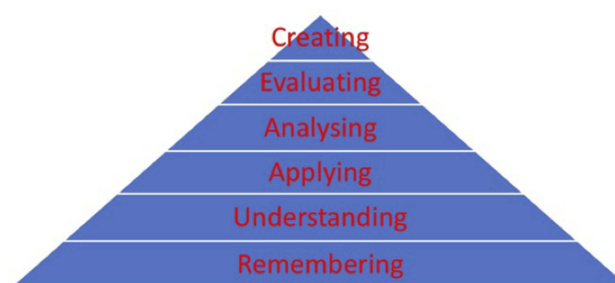 Creating
Evaluating
Analysing
Applying
Understanding
Remembering